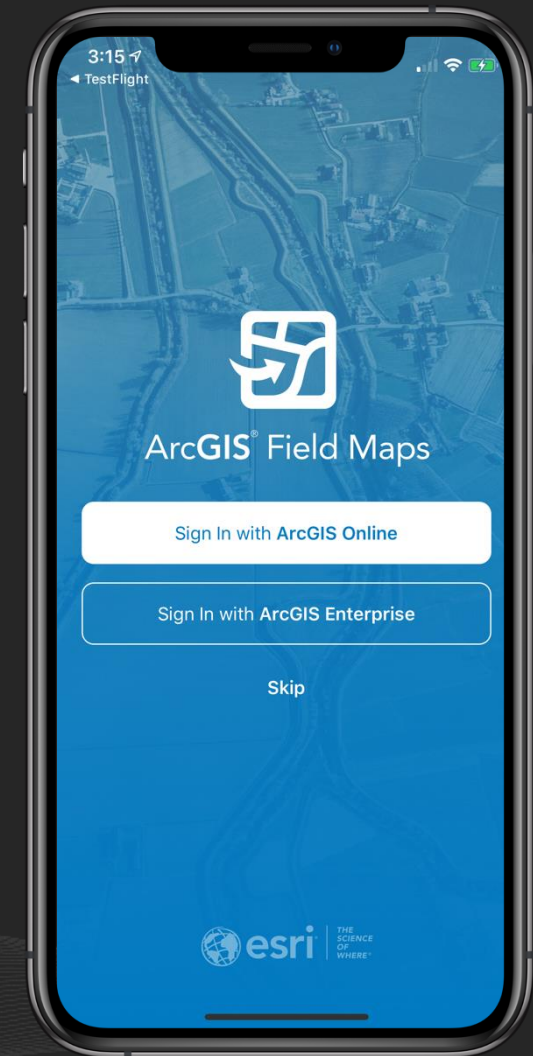 3:15
◀ TestFlight
ArcGIS® Field Maps
Sign In with ArcGIS Online
Sign In with ArcGIS Enterprise
Skip
esri
THE
SCIENCE
OF
WHERE™